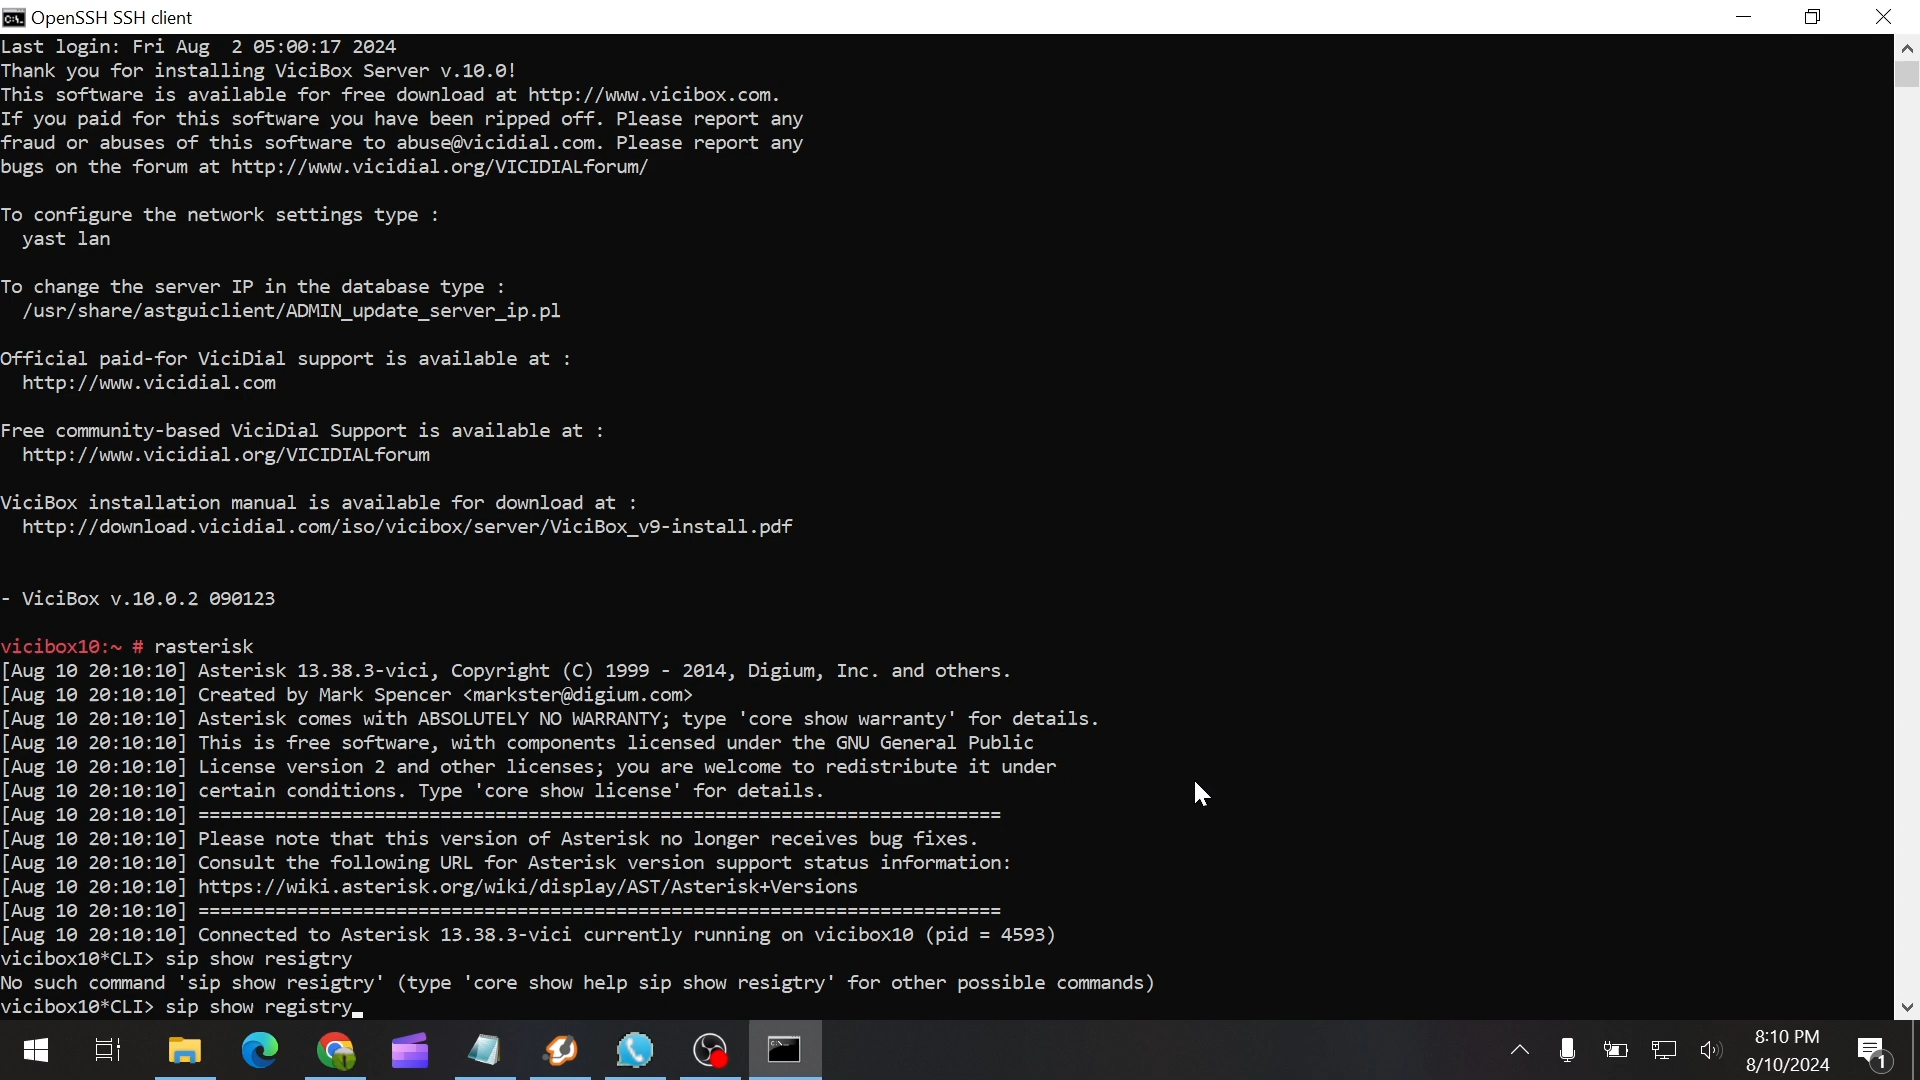 OpenSSH SSH client
Last login: Fri Aug  2 05:00:17 2024
Thank you for installing ViciBox Server v.10.0!
This software is available for free download at http://www.vicibox.com.
If you paid for this software you have been ripped off. Please report any
fraud or abuses of this software to abuse@vicidial.com. Please report any
bugs on the forum at http://www.vicidial.org/VICIDIALforum/
To configure the network settings type :
yast lan
To change the server IP in the database type :
/usr/share/astguiclient/ADMIN_update_server_ip.pl
Official paid-for ViciDial support is available at :
http://www.vicidial.com
Free community-based ViciDial Support is available at :
http://www.vicidial.org/VICIDIALforum
ViciBox installation manual is available for download at :
http://download.vicidial.com/iso/vicibox/server/ViciBox_v9-install.pdf
- ViciBox v.10.0.2 090123
vicibox10:~ # rasterisk
[Aug 10 20:10:10] Asterisk 13.38.3-vici, Copyright (C) 1999 - 2014, Digium, Inc. and others.
[Aug 10 20:10:10] Created by Mark Spencer <markster@digium.com>
[Aug 10 20:10:10] Asterisk comes with ABSOLUTELY NO WARRANTY; type 'core show warranty' for details.
[Aug 10 20:10:10] This is free software, with components licensed under the GNU General Public
[Aug 10 20:10:10] License version 2 and other licenses; you are welcome to redistribute it under
[Aug 10 20:10:10] certain conditions. Type 'core show license' for details.
[Aug 10 20:10:10] =========================================================================
[Aug 10 20:10:10] Please note that this version of Asterisk no longer receives bug fixes.
[Aug 10 20:10:10] Consult the following URL for Asterisk version support status information:
[Aug 10 20:10:10] https://wiki.asterisk.org/wiki/display/AST/Asterisk+Versions
[Aug 10 20:10:10] =========================================================================
[Aug 10 20:10:10] Connected to Asterisk 13.38.3-vici currently running on vicibox10 (pid = 4593)
vicibox10*CLI> sip show resigtry
No such command 'sip show resigtry' (type 'core show help sip show resigtry' for other possible commands)
vicibox10*CLI> sip show registry
8:10 PM
8/10/2024
1